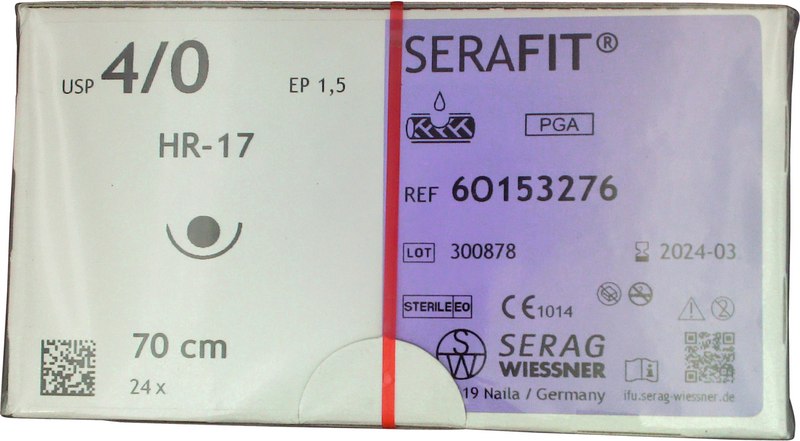 USP 4/0 EP 1,5
HR-17
70 cm
24 x
SERAFIT®
PGA
REF 6O153276
LOT 300878 2024-03
STERILE EO CE 1014
SW SERAG
WIESSNER
19 Naila / Germany ifu.serag-wiessner.de